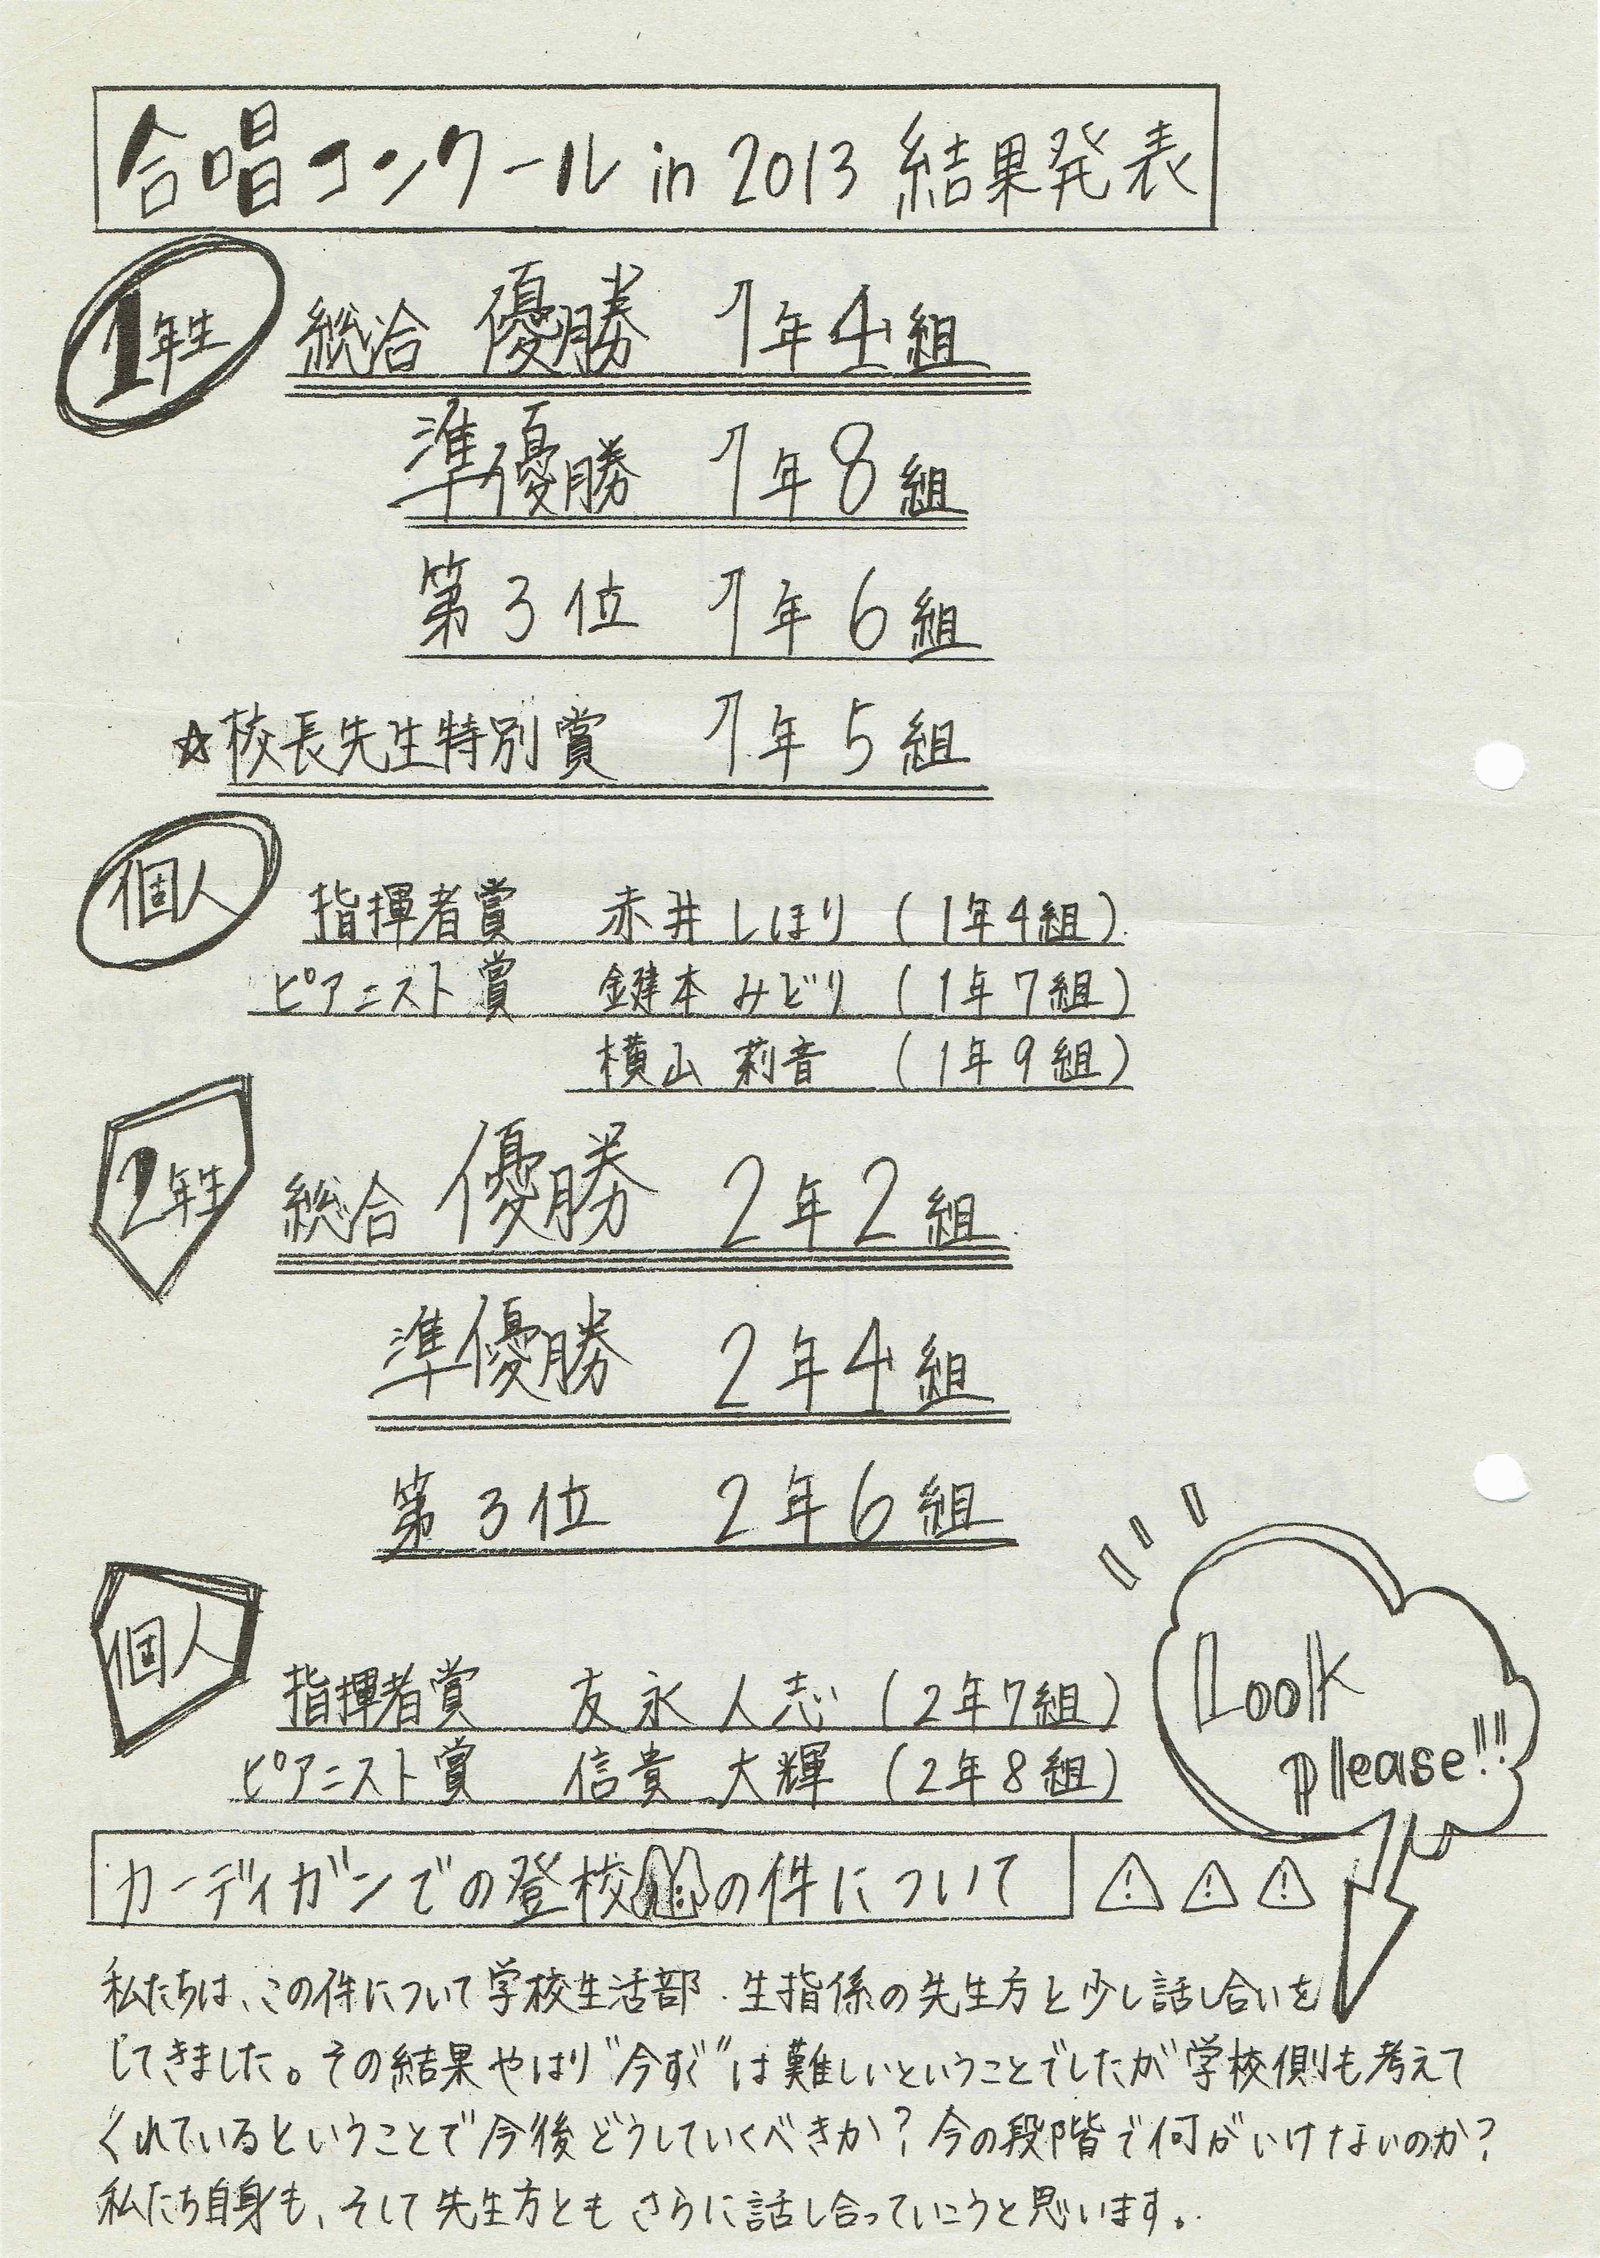 合唱コンクール in 2013 結果発表
1年生
総合 優勝 1年4組
準優勝 1年8組
第3位 1年6組
☆校長先生特別賞 1年5組
個人
指揮者賞 赤井しほり (1年4組)
ピアニスト賞 鍵本みどり (1年7組)
横山莉音 (1年9組)
2年生
総合 優勝 2年2組
準優勝 2年4組
第3位 2年6組
個人
指揮者賞 友永人志 (2年7組)
ピアニスト賞 信貴大輝 (2年8組)
Look
please!!
カーディガンでの登校の件について
私たちは、この件について学校生活部・生指係の先生方と少し話し合いを
してきました。その結果やはり"今すぐ"は難しいということでしたが学校側も考えて
くれているということで今後どうしていくべきか?今の段階で何がいけないのか?
私たち自身も、そして先生方ともさらに話し合っていこうと思います。